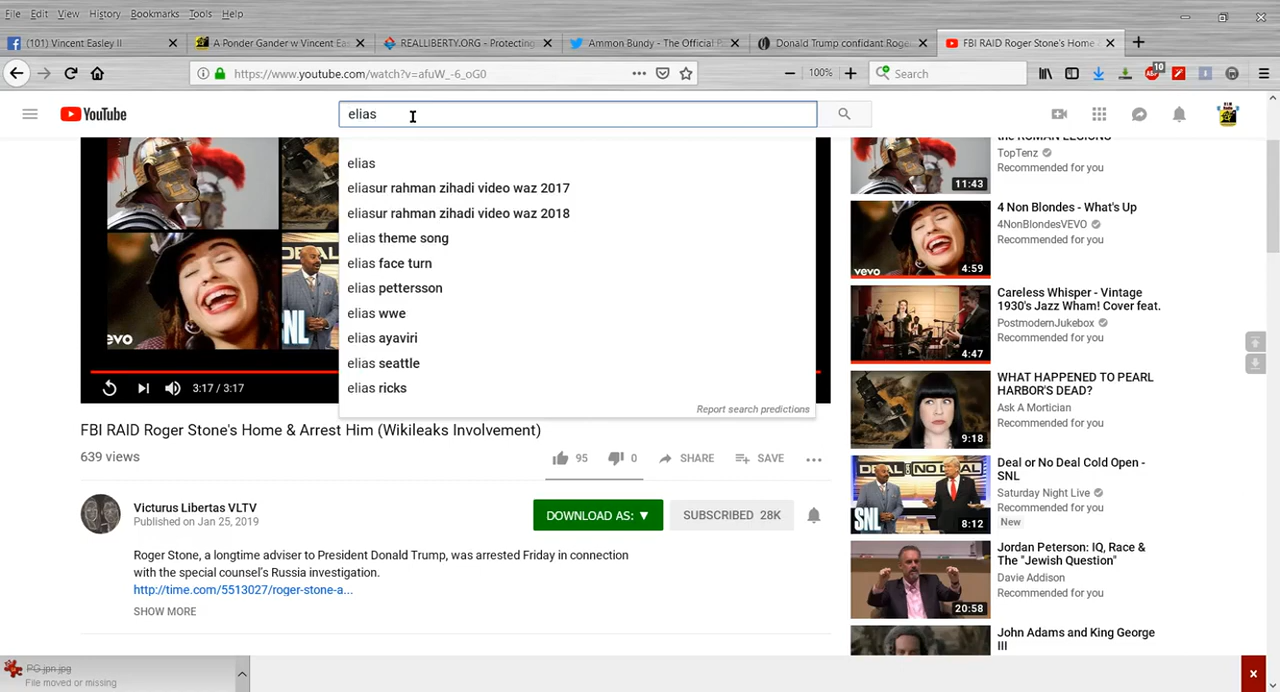 File Edit View History Bookmarks Tools Help
(101) Vincent Easley II
A Ponder Gander w Vincent Eas
REALLIBERTY.ORG - Protecting
Ammon Bundy - The Official P
Donald Trump confidant Roge
FBI RAID Roger Stone's Home
https://www.youtube.com/watch?v=afuW_-6_oG0
100%
Search
10
YouTube
elias
elias
eliasur rahman zihadi video waz 2017
eliasur rahman zihadi video waz 2018
elias theme song
elias face turn
elias pettersson
elias wwe
elias ayaviri
elias seattle
elias ricks
Report search predictions
evo
DEAL
SNL
3:17 / 3:17
FBI RAID Roger Stone's Home & Arrest Him (Wikileaks Involvement)
639 views
95
0
SHARE
SAVE
Victurus Libertas VLTV
Published on Jan 25, 2019
DOWNLOAD AS: ▼
SUBSCRIBED 28K
Roger Stone, a longtime adviser to President Donald Trump, was arrested Friday in connection
with the special counsel's Russia investigation.
http://time.com/5513027/roger-stone-a...
SHOW MORE
the ROMAN LEGION?
TopTenz
Recommended for you
11:43
4 Non Blondes - What's Up
4NonBlondesVEVO
Recommended for you
vevo
4:59
Careless Whisper - Vintage
1930's Jazz Wham! Cover feat.
PostmodernJukebox
Recommended for you
4:47
WHAT HAPPENED TO PEARL
HARBOR'S DEAD?
Ask A Mortician
Recommended for you
9:18
Deal or No Deal Cold Open -
SNL
Saturday Night Live
Recommended for you
New
DEAL NO DEAL
SNL
8:12
Jordan Peterson: IQ, Race &
The "Jewish Question"
Davie Addison
Recommended for you
20:58
John Adams and King George
III
PG-jpn.jpg
File moved or missing